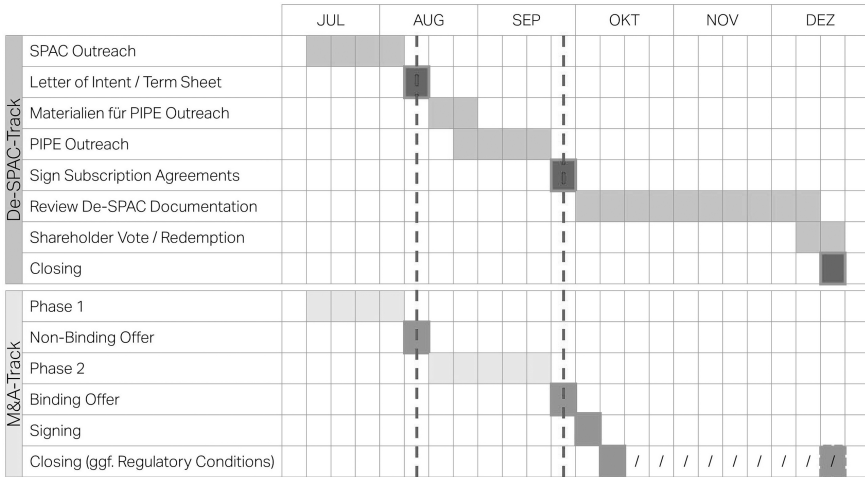 JUL AUG SEP OKT NOV DEZ
De-SPAC-Track
SPAC Outreach
Letter of Intent / Term Sheet
Materialien für PIPE Outreach
PIPE Outreach
Sign Subscription Agreements
Review De-SPAC Documentation
Shareholder Vote / Redemption
Closing
M&A-Track
Phase 1
Non-Binding Offer
Phase 2
Binding Offer
Signing
Closing (ggf. Regulatory Conditions) / / / / / / / / /